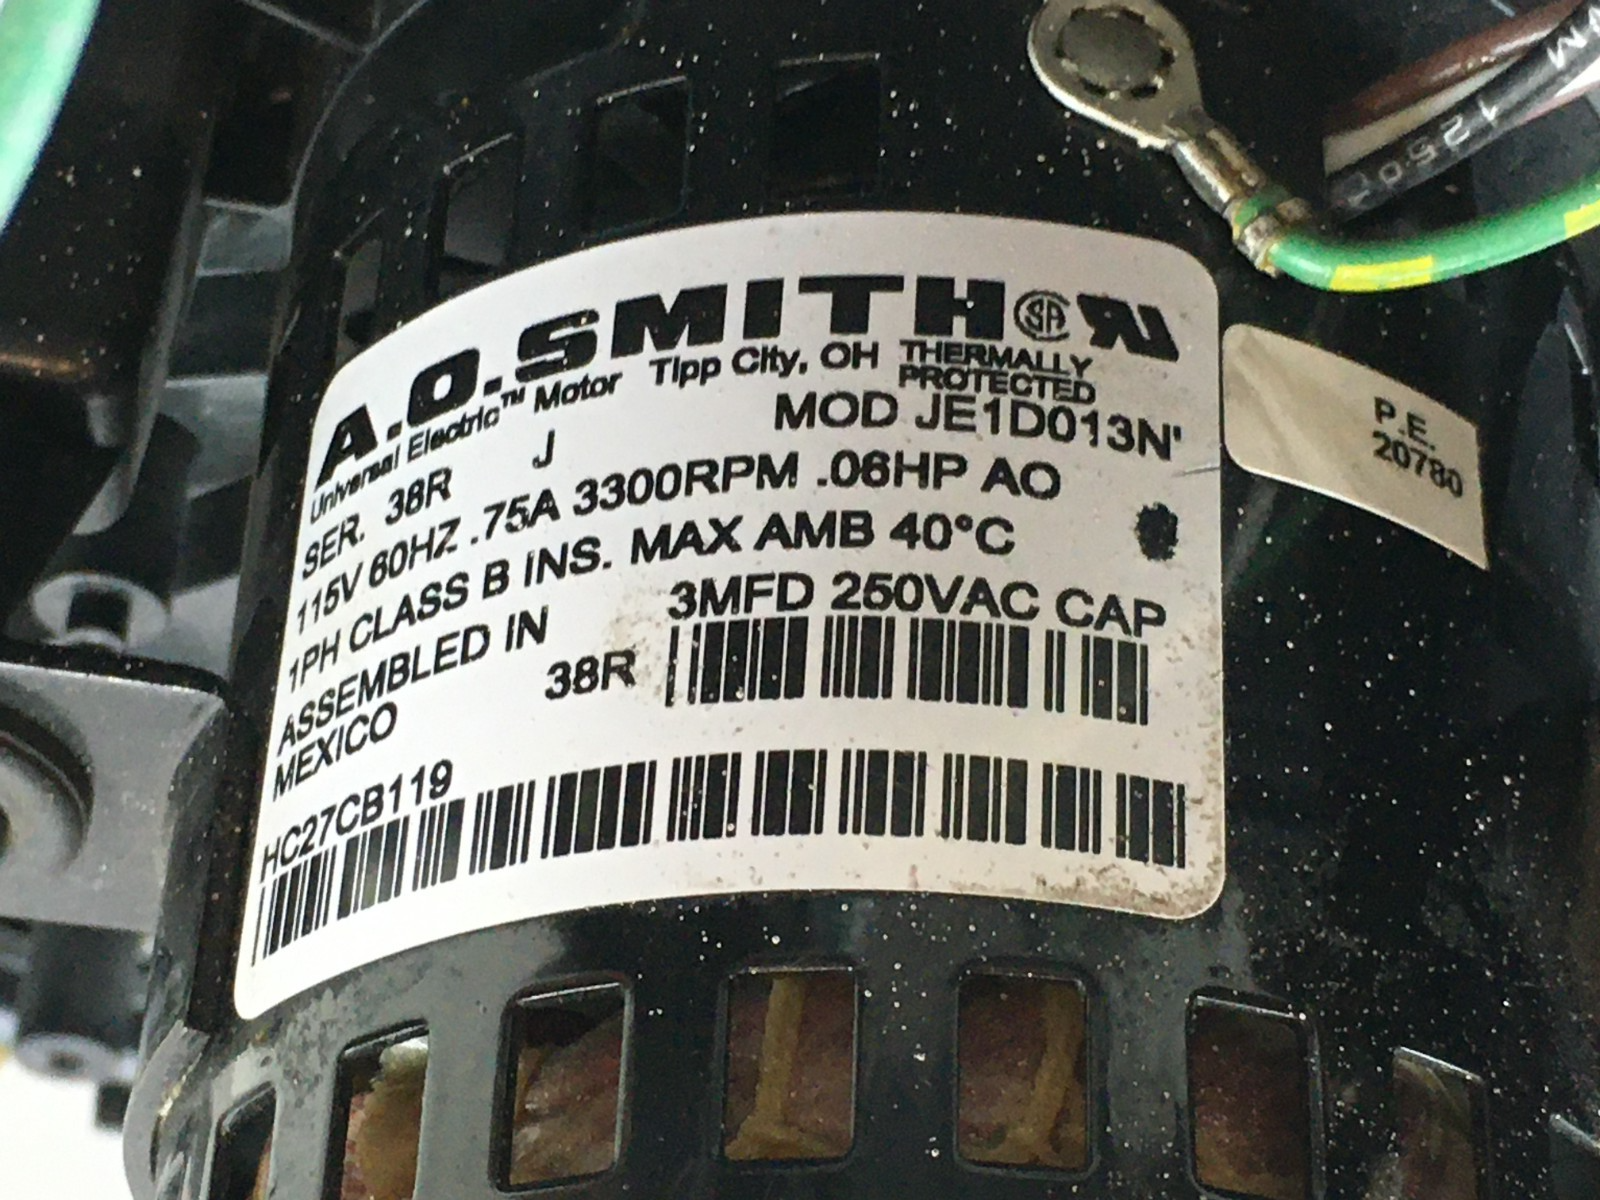 A.O.SMITH
Universal Electric™ Motor Tipp City, OH THERMALLY
PROTECTED
SER. 38R J MOD JE1D013N
115V 60HZ .75A 3300RPM .06HP AO
1PH CLASS B INS. MAX AMB 40°C
ASSEMBLED IN 3MFD 250VAC CAP
MEXICO 38R
HC27CB119
P.E.
20780